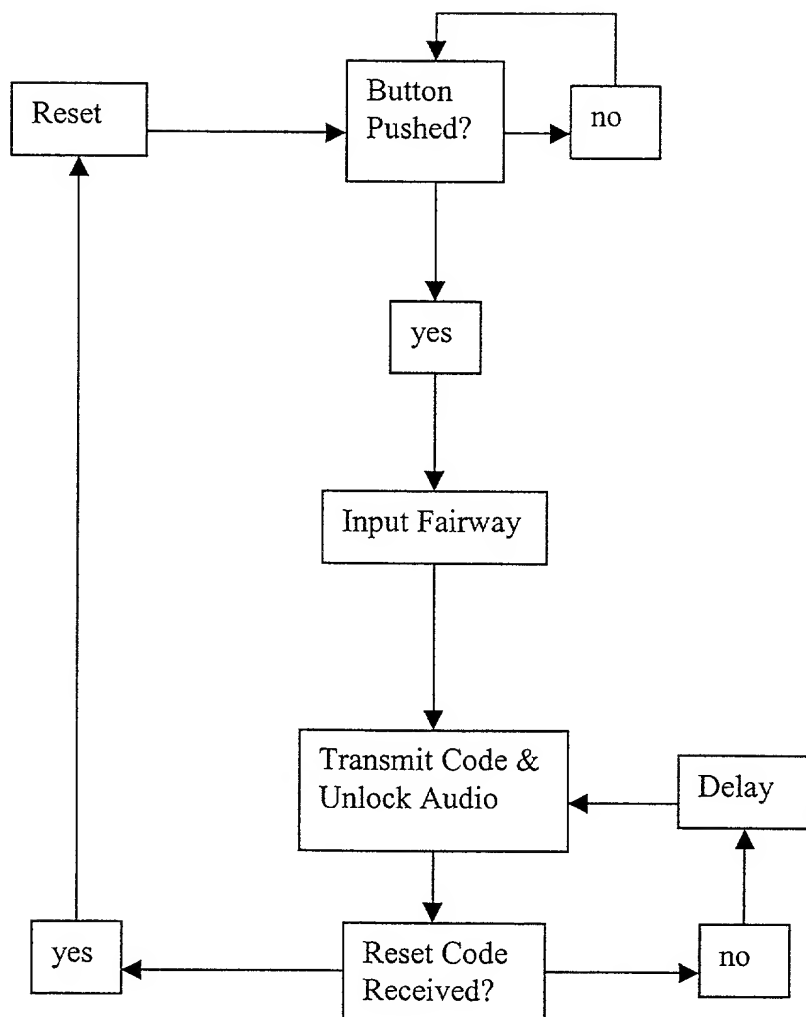 Reset
Button
Pushed?
no
yes
Input Fairway
Transmit Code &
Unlock Audio
Delay
yes
Reset Code
Received?
no